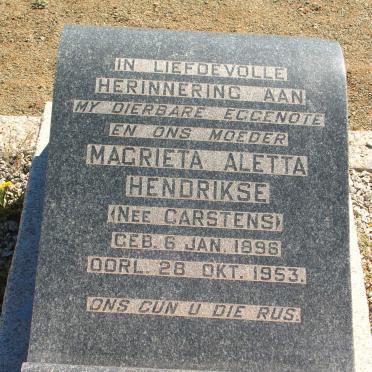 IN LIEFDEVOLLE
HERINNERING AAN
MY DIERBARE EGGENOTE
EN ONS MOEDER
MAGRIETA ALETTA
HENDRIKSE
(NEE CARSTENS)
GEB. 6 JAN. 1896
OORL. 28 OKT. 1953.
ONS GUN U DIE RUS.